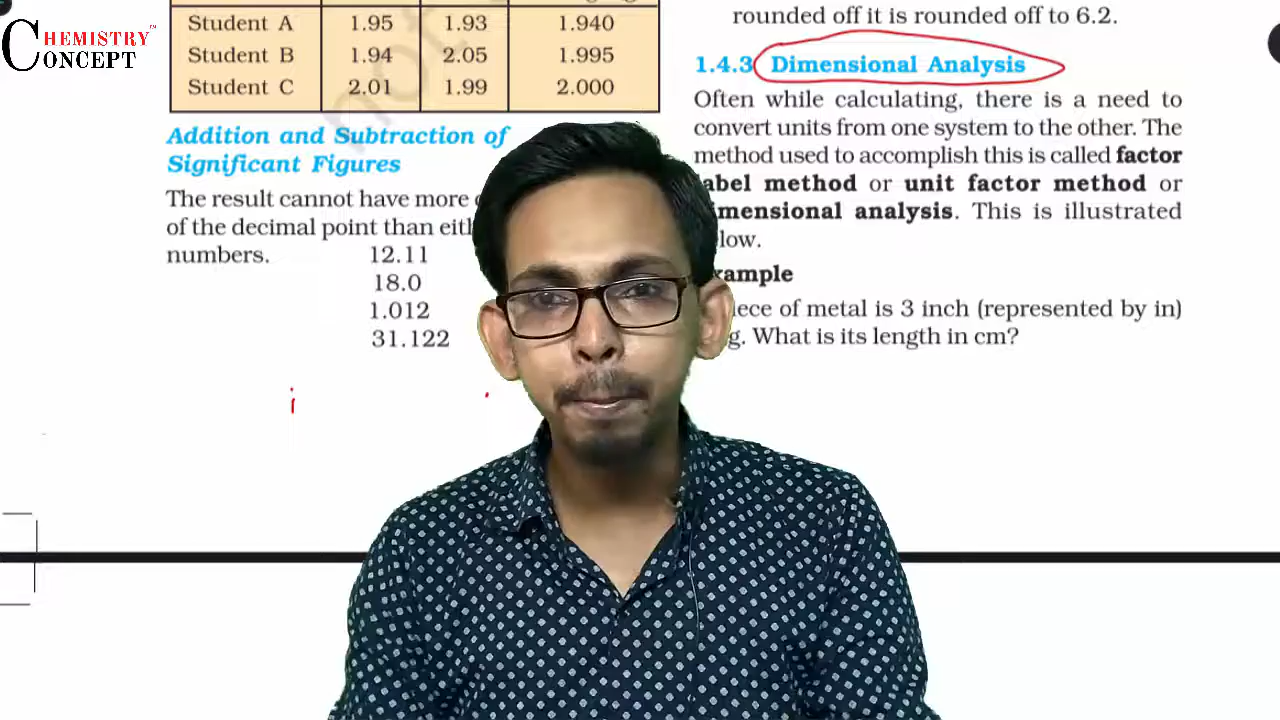 CHEMISTRY
CONCEPT
™
Student A 1.95 1.93 1.940
Student B 1.94 2.05 1.995
Student C 2.01 1.99 2.000
Addition and Subtraction of
Significant Figures
The result cannot have more
of the decimal point than
numbers.
12.11
18.0
1.012
31.122
rounded off it is rounded off to 6.2.
1.4.3 Dimensional Analysis
Often while calculating, there is a need to
convert units from one system to the other. The
method used to accomplish this is called factor
label method or unit factor method or
dimensional analysis. This is illustrated
low.
xample
iece of metal is 3 inch (represented by in)
g. What is its length in cm?
i